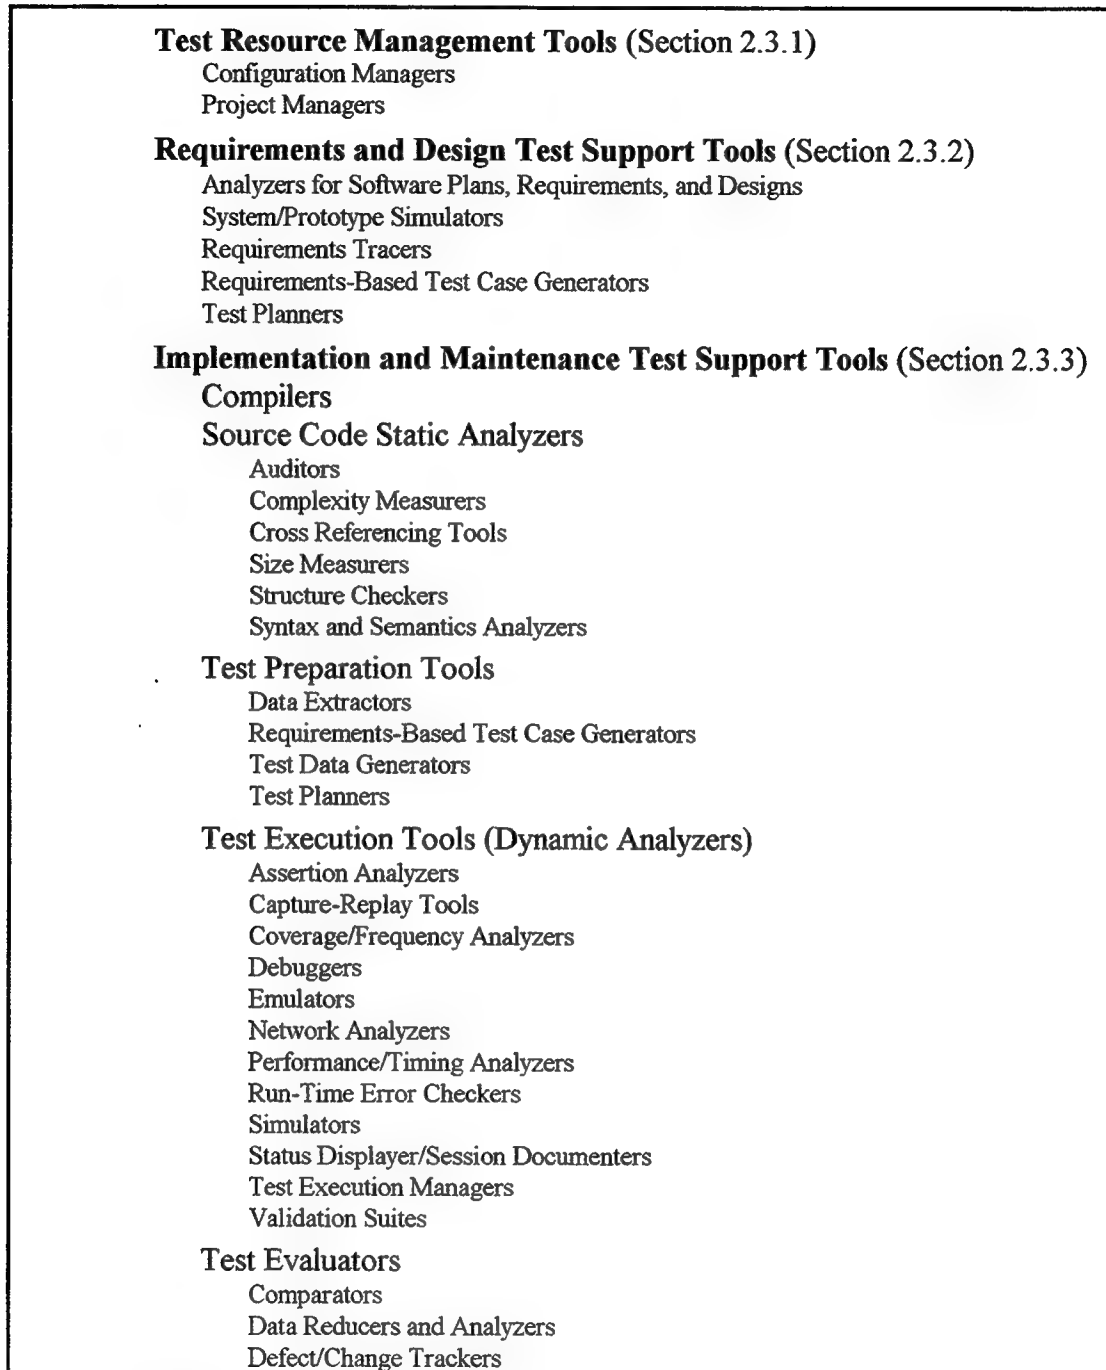 Test Resource Management Tools (Section 2.3.1)
Configuration Managers
Project Managers
Requirements and Design Test Support Tools (Section 2.3.2)
Analyzers for Software Plans, Requirements, and Designs
System/Prototype Simulators
Requirements Tracers
Requirements-Based Test Case Generators
Test Planners
Implementation and Maintenance Test Support Tools (Section 2.3.3)
Compilers
Source Code Static Analyzers
Auditors
Complexity Measurers
Cross Referencing Tools
Size Measurers
Structure Checkers
Syntax and Semantics Analyzers
Test Preparation Tools
Data Extractors
Requirements-Based Test Case Generators
Test Data Generators
Test Planners
Test Execution Tools (Dynamic Analyzers)
Assertion Analyzers
Capture-Replay Tools
Coverage/Frequency Analyzers
Debuggers
Emulators
Network Analyzers
Performance/Timing Analyzers
Run-Time Error Checkers
Simulators
Status Displayer/Session Documenters
Test Execution Managers
Validation Suites
Test Evaluators
Comparators
Data Reducers and Analyzers
Defect/Change Trackers